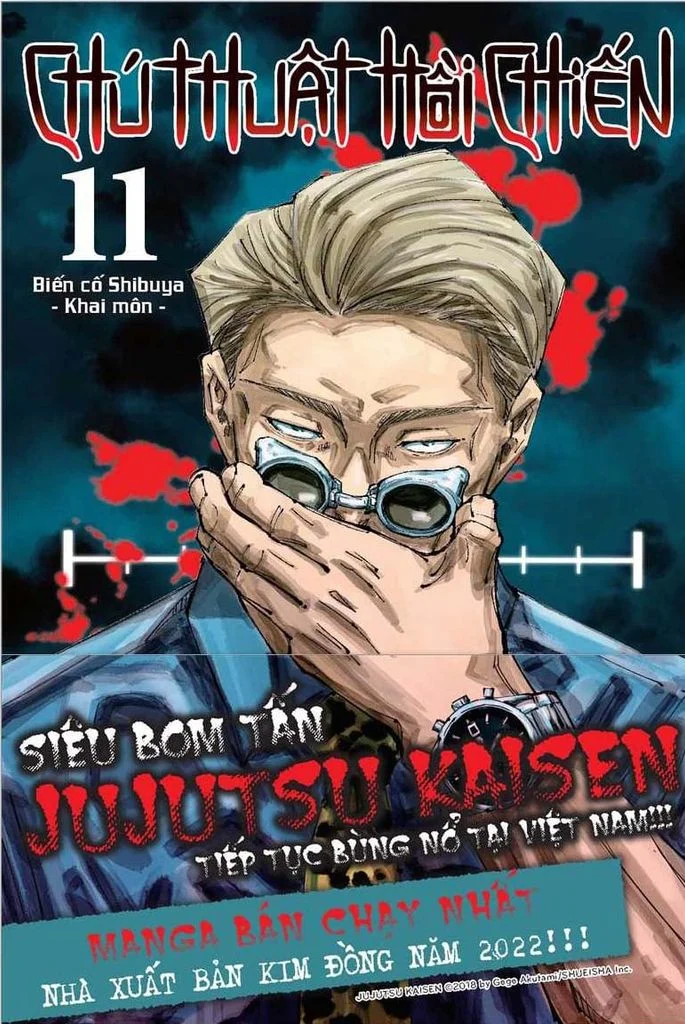 CHÚ THUẬT HỒI CHIẾN
11
Biến cố Shibuya
- Khai môn -
SIÊU BOM TẤN
JUJUTSU KAISEN
TIẾP TỤC BÙNG NỔ TẠI VIỆT NAM!!!
MANGA BÁN CHẠY NHẤT
NHÀ XUẤT BẢN KIM ĐỒNG NĂM 2022!!!
JUJUTSU KAISEN ©2018 by Gege Akutami/SHUEISHA Inc.